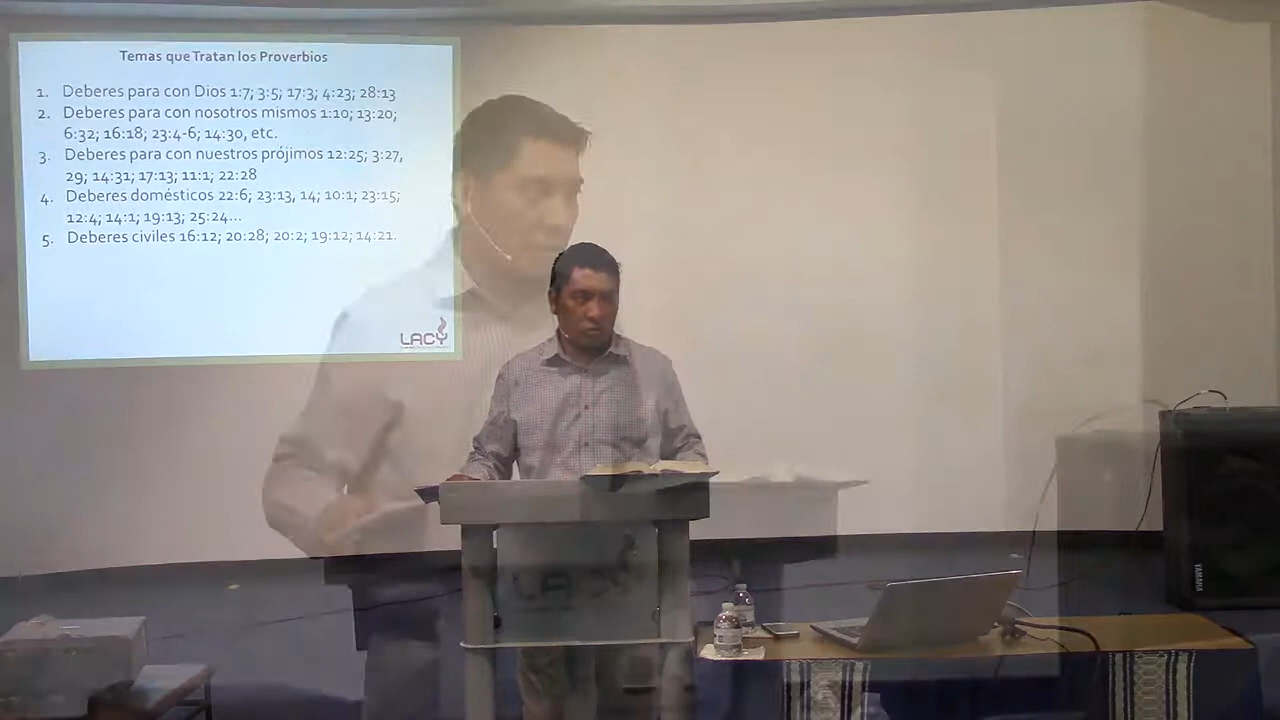 Temas que Tratan los Proverbios
1. Deberes para con Dios 1:7; 3:5; 17:3; 4:23; 28:13
2. Deberes para con nosotros mismos 1:10; 13:20;
6:32; 16:18; 23:4-6; 14:30, etc.
3. Deberes para con nuestros prójimos 12:25; 3:27,
29; 14:31; 17:13; 11:1; 22:28
4. Deberes domésticos 22:6; 23:13, 14; 10:1; 23:15;
12:4; 14:1; 19:13; 25:24...
5. Deberes civiles 16:12; 20:28; 20:2; 19:12; 14:21.
LACY
LACY
YAMAHA